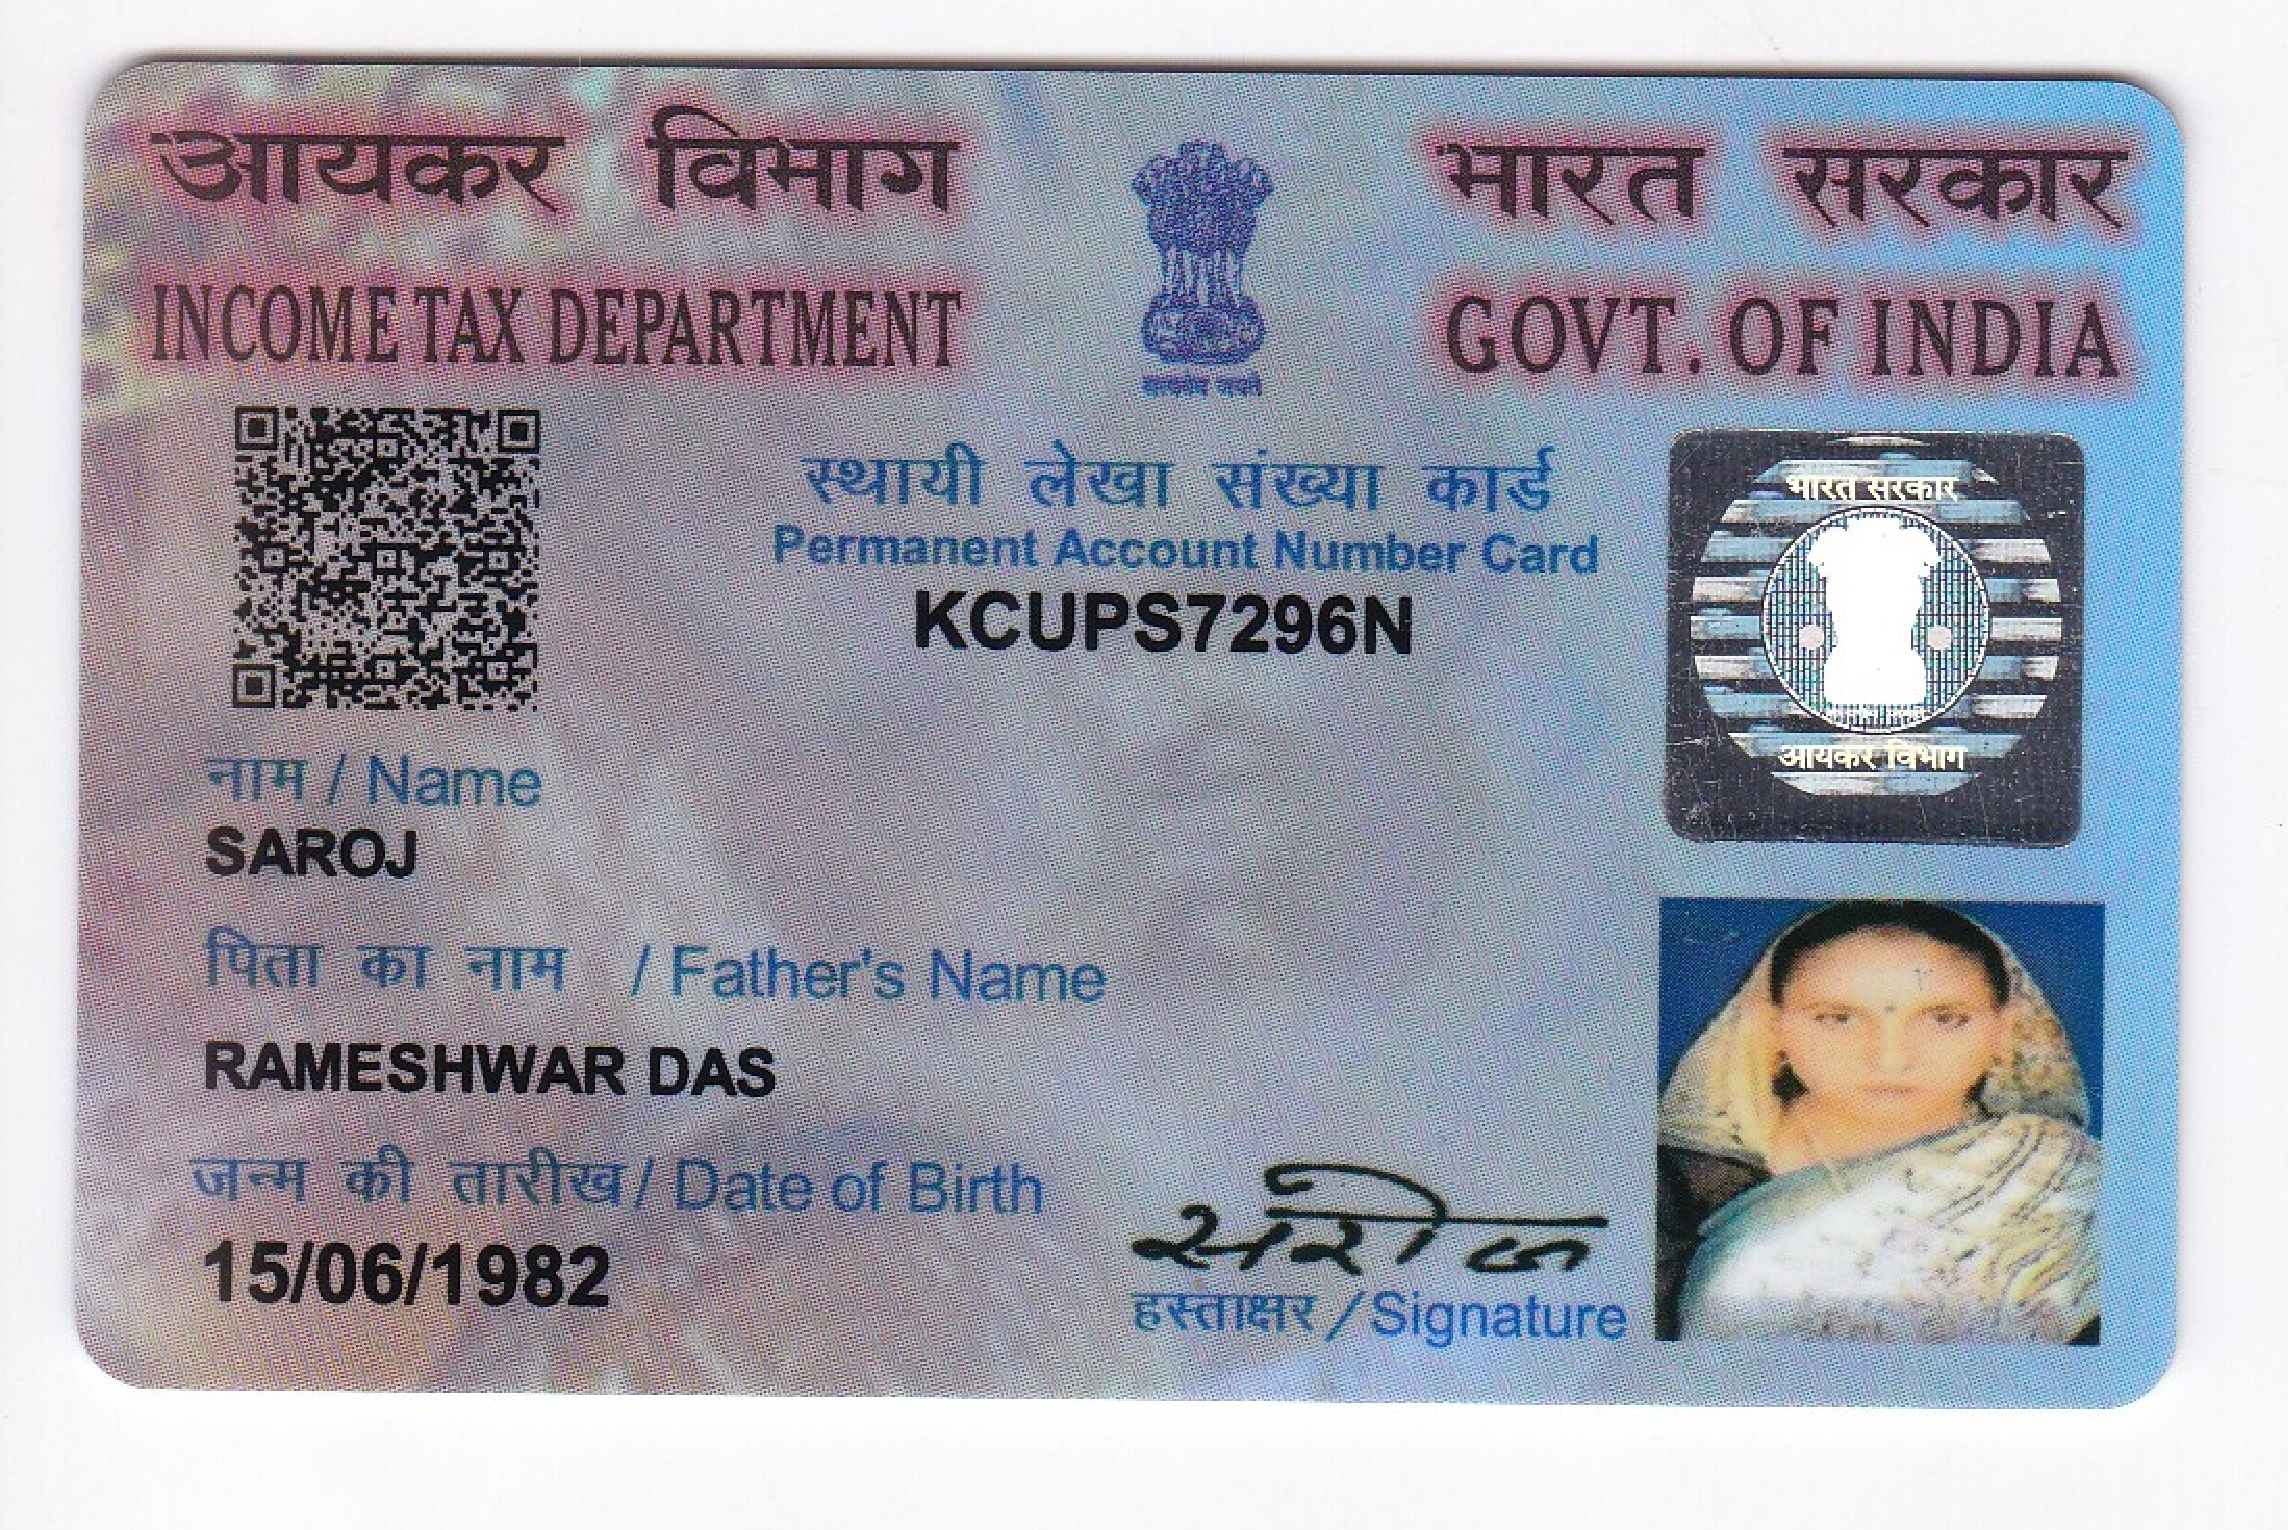 आयकर विभाग
भारत सरकार
INCOME TAX DEPARTMENT
GOVT. OF INDIA
सत्यमेव जयते
स्थायी लेखा संख्या कार्ड
Permanent Account Number Card
KCUPS7296N
भारत सरकार
आयकर विभाग
नाम / Name
SAROJ
पिता का नाम / Father's Name
RAMESHWAR DAS
जन्म की तारीख / Date of Birth
15/06/1982
सरोज
हस्ताक्षर / Signature